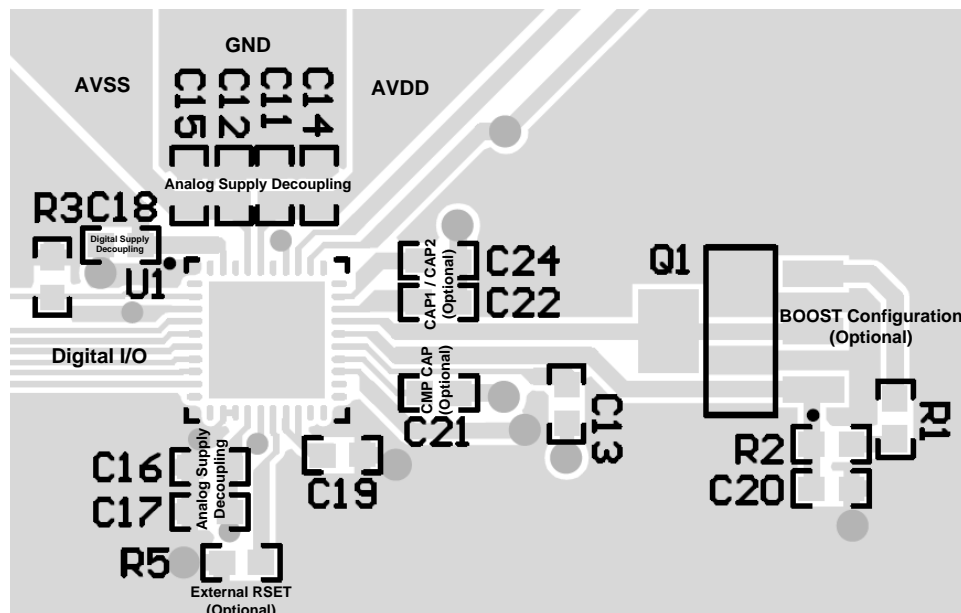 GND
AVSS
AVDD
C15
C12
C11
C14
Analog Supply Decoupling
R3
C18
Digital Supply
Decoupling
U1
CAP1 / CAP2
(Optional)
C24
C22
Q1
BOOST Configuration
(Optional)
Digital I/O
CMP CAP
(Optional)
C21
C13
R1
R2
C20
C16
C17
Analog Supply
Decoupling
C19
R5
External RSET
(Optional)